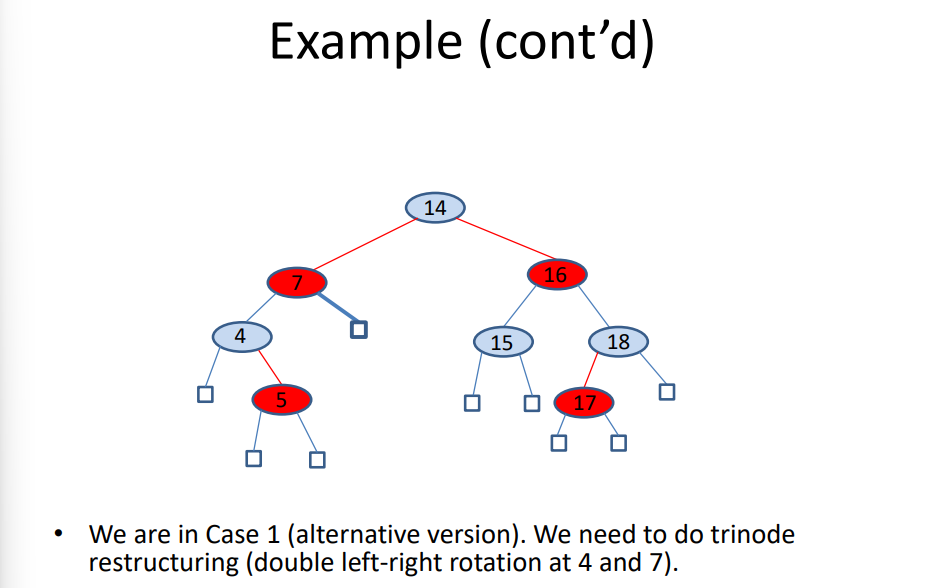 Example (cont’d)
14
7
16
4
15
18
5
17
• We are in Case 1 (alternative version). We need to do trinode
restructuring (double left-right rotation at 4 and 7).